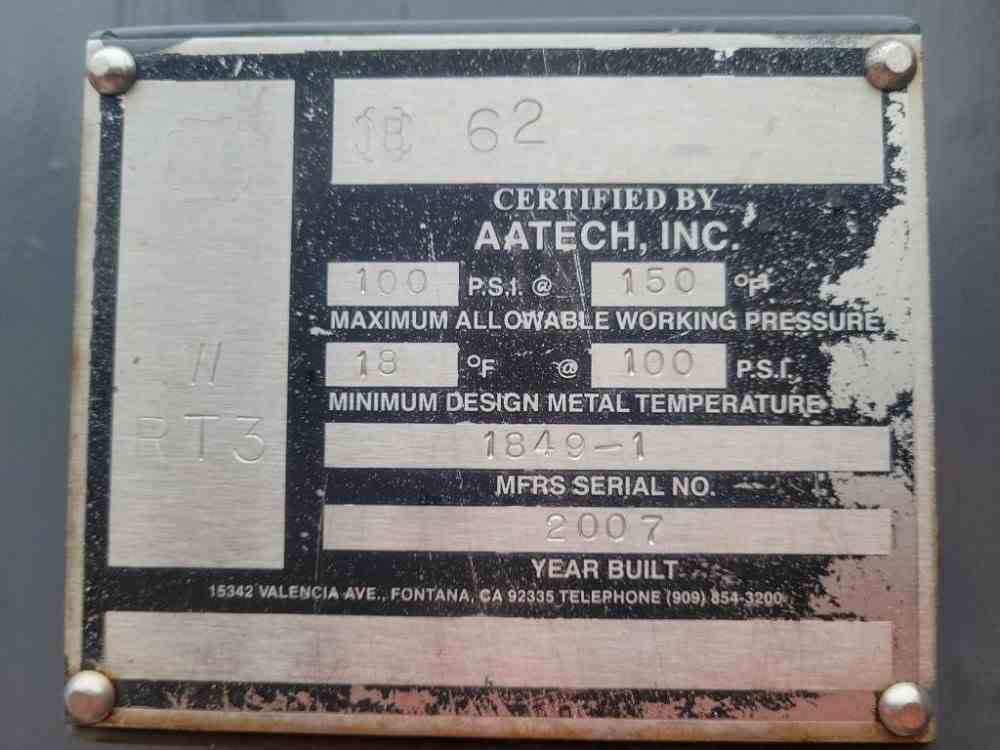 NB 62
CERTIFIED BY
AATECH, INC.
100 P.S.I. @ 150 °F
MAXIMUM ALLOWABLE WORKING PRESSURE
18 °F @ 100 P.S.I.
MINIMUM DESIGN METAL TEMPERATURE
RT3
1849-1
MFRS SERIAL NO.
2007
YEAR BUILT
15342 VALENCIA AVE., FONTANA, CA 92335 TELEPHONE (909) 854-3200